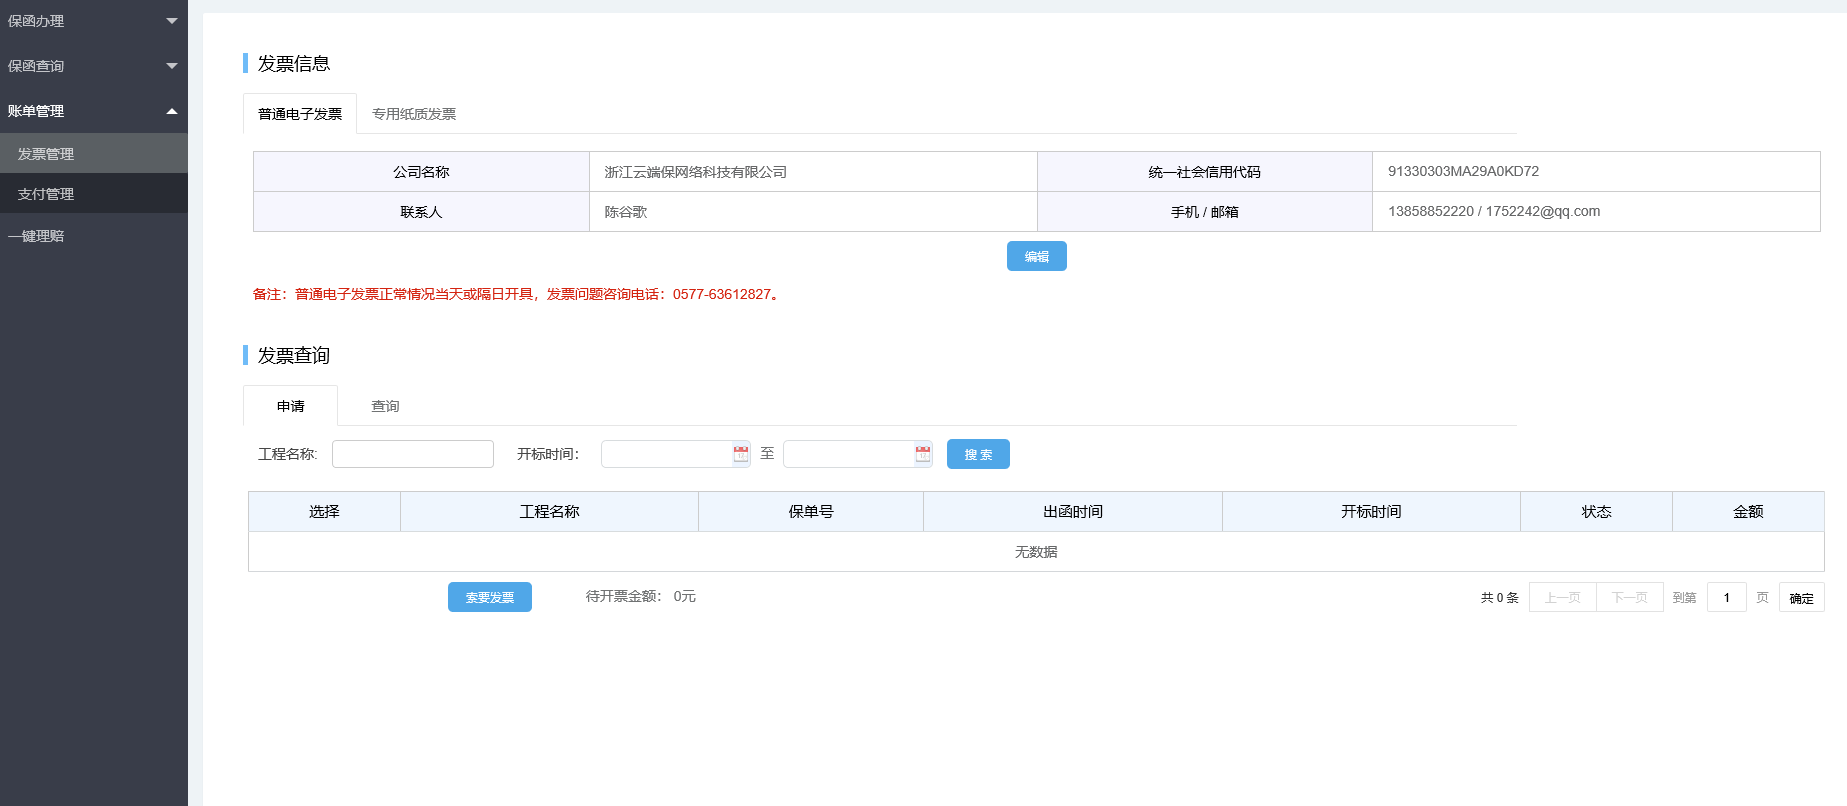 保函办理
保函查询
账单管理
发票管理
支付管理
一键理赔
发票信息
普通电子发票 专用纸质发票
公司名称 浙江云端保网络科技有限公司 统一社会信用代码 91330303MA29A0KD72
联系人 陈谷歌 手机 / 邮箱 13858852220 / 1752242@qq.com
编辑
备注：普通电子发票正常情况当天或隔日开具，发票问题咨询电话：0577-63612827。
发票查询
申请 查询
工程名称: 开标时间： 至 搜 索
选择 工程名称 保单号 出函时间 开标时间 状态 金额
无数据
索要发票 待开票金额： 0元 共 0 条 上一页 下一页 到第 1 页 确定